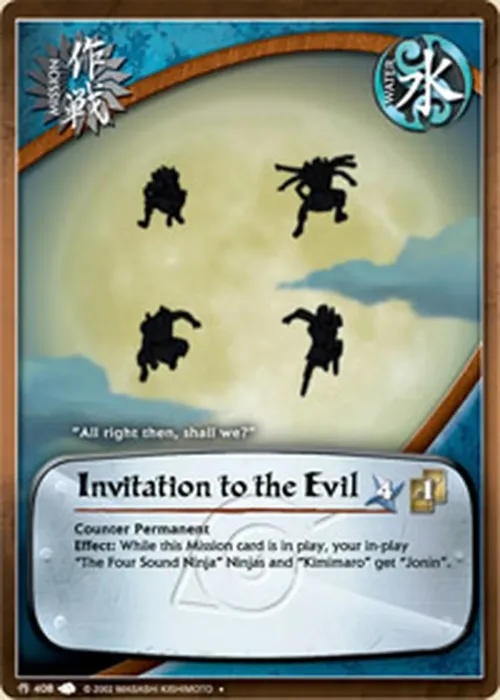 MISSION
作戦
WATER
水
"All right then, shall we?"
Invitation to the Evil 4 1
Counter Permanent
Effect: While this Mission card is in play, your in-play
"The Four Sound Ninja" Ninjas and "Kimimaro" get "Jonin".
408 © 2002 MASASHI KISHIMOTO